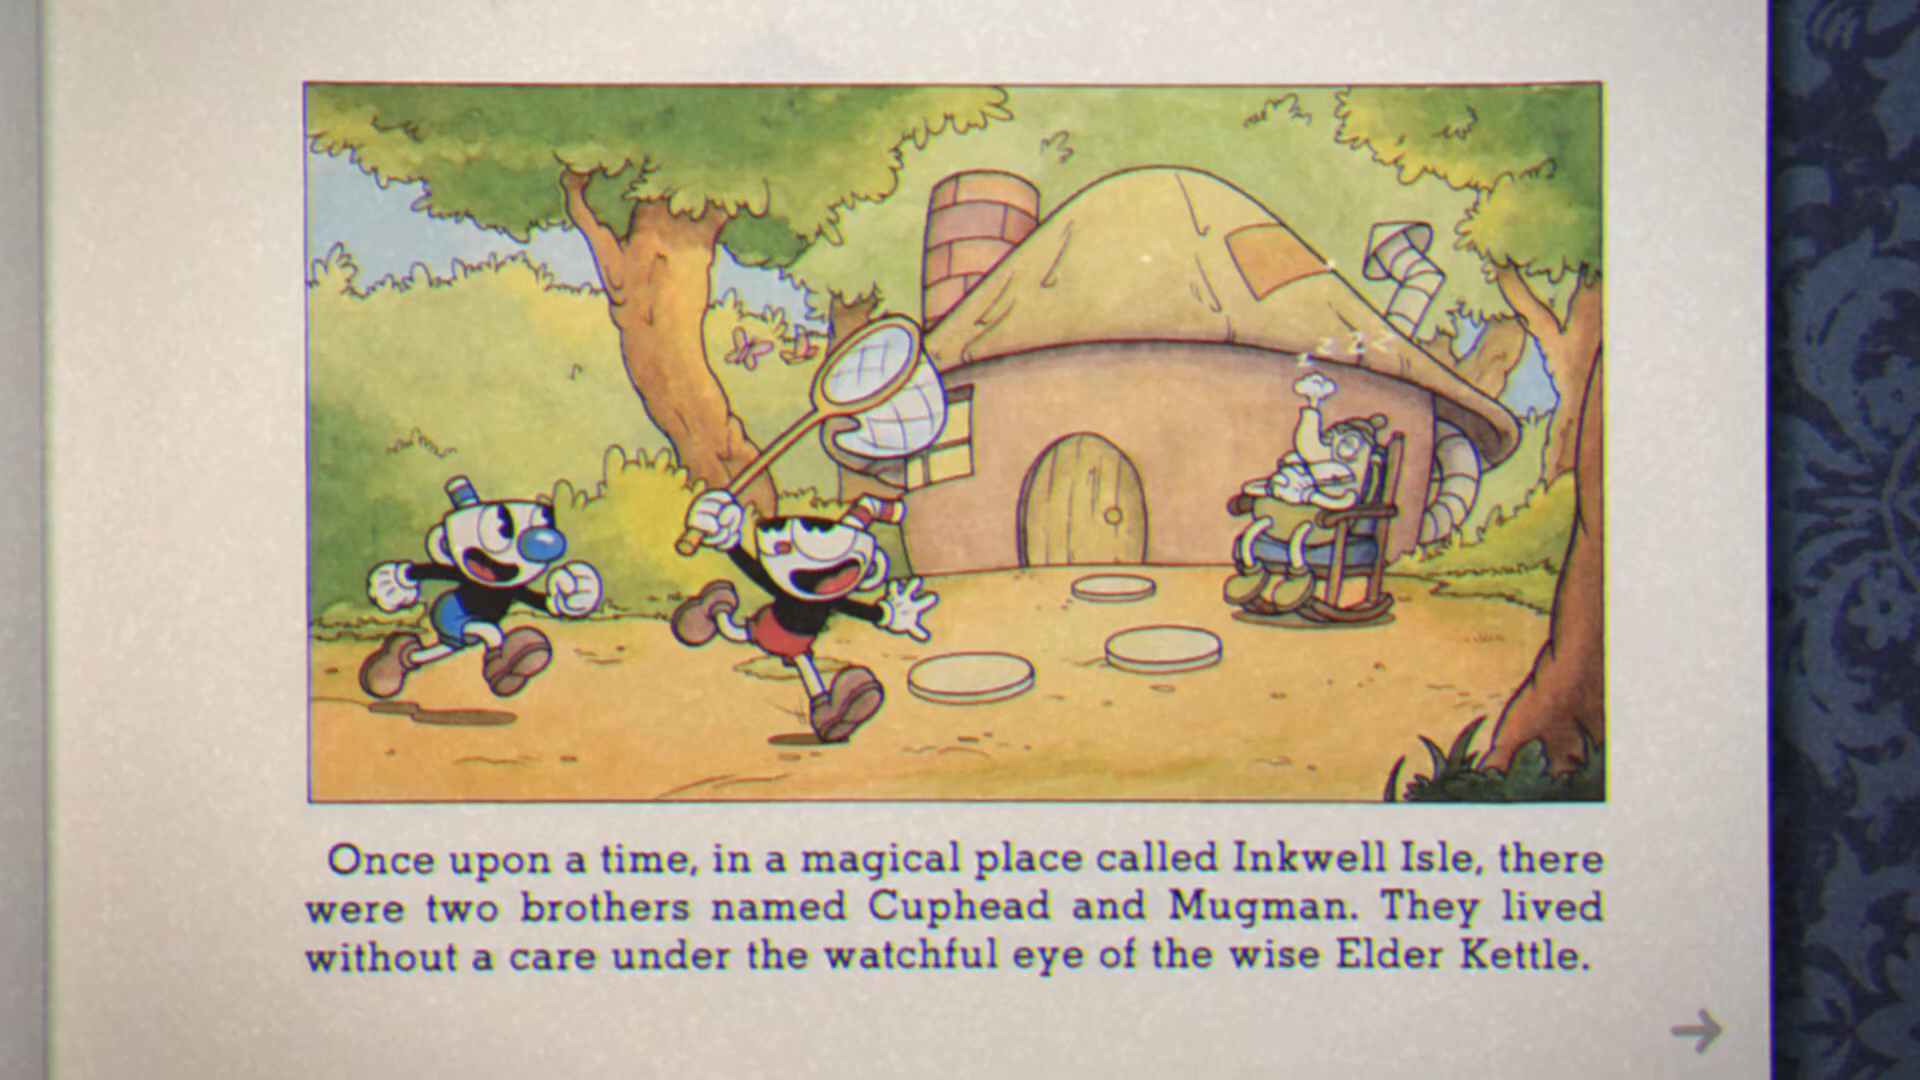 z z z z
Once upon a time, in a magical place called Inkwell Isle, there
were two brothers named Cuphead and Mugman. They lived
without a care under the watchful eye of the wise Elder Kettle.